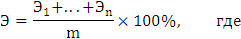 Э = Э1+...+Эn / m × 100%, где